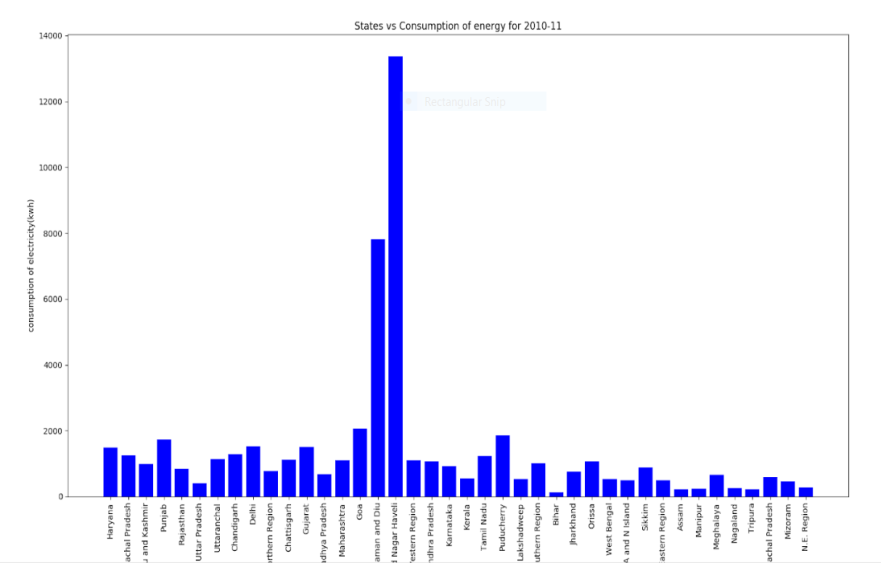 States vs Consumption of energy for 2010-11
14000
12000
10000
8000
6000
4000
2000
0
consumption of electricity(kwh)
Rectangular Snip
Haryana
achal Pradesh
u and Kashmir
Punjab
Rajasthan
Uttar Pradesh
Uttaranchal
Chandigarh
Delhi
rthern Region
Chattisgarh
Gujarat
adhya Pradesh
Maharashtra
Goa
aman and Diu
d Nagar Haveli
estern Region
ndhra Pradesh
Karnataka
Kerala
Tamil Nadu
Puducherry
Lakshadweep
uthern Region
Bihar
Jharkhand
Orissa
West Bengal
A and N Island
Sikkim
astern Region
Assam
Manipur
Meghalaya
Nagaland
Tripura
achal Pradesh
Mizoram
N.E. Region